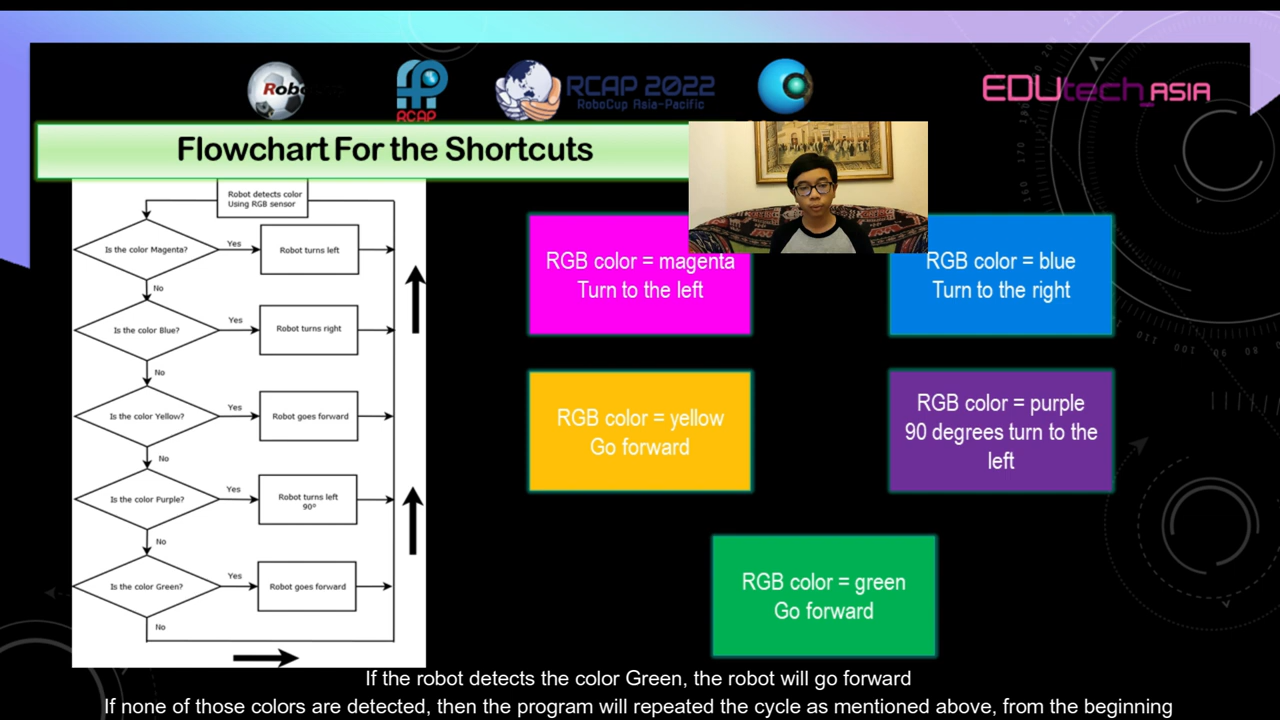 Robo
RCAP
RCAP 2022
RoboCup Asia-Pacific
EDUtech_ASIA
Flowchart For the Shortcuts
Robot detects color
Using RGB sensor
Is the color Magenta?
Yes
Robot turns left
No
Is the color Blue?
Yes
Robot turns right
No
Is the color Yellow?
Yes
Robot goes forward
No
Is the color Purple?
Yes
Robot turns left
90º
No
Is the color Green?
Yes
Robot goes forward
No
RGB color = magenta
Turn to the left
RGB color = blue
Turn to the right
RGB color = yellow
Go forward
RGB color = purple
90 degrees turn to the
left
RGB color = green
Go forward
If the robot detects the color Green, the robot will go forward
If none of those colors are detected, then the program will repeated the cycle as mentioned above, from the beginning